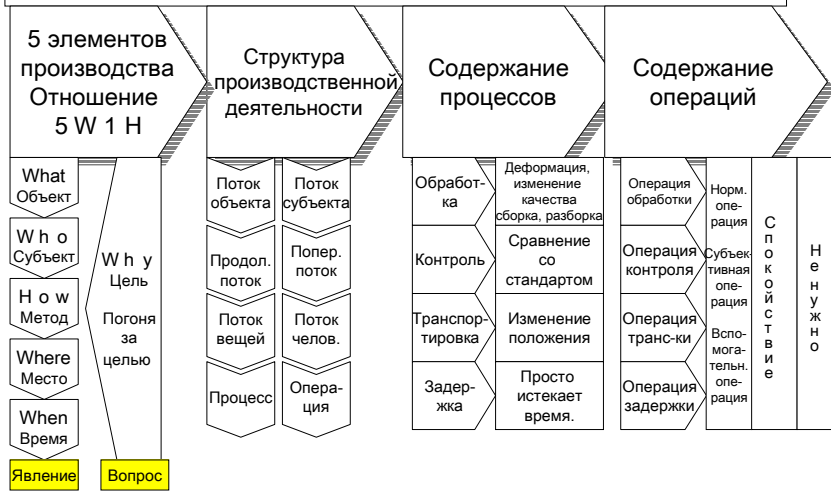 5 элементов
производства
Отношение
5 W 1 H
Структура
производственной
деятельности
Содержание
процессов
Содержание
операций
What
Объект
W h o
Субъект
H o w
Метод
Where
Место
When
Время
Явление
W h y
Цель
Погоня
за
целью
Вопрос
Поток
объекта
Продол.
поток
Поток
вещей
Процесс
Поток
субъекта
Попер.
поток
Поток
челов.
Опера-
ция
Обработ-
ка
Деформация,
изменение
качества
сборка, разборка
Контроль
Сравнение
со
стандартом
Транспор-
тировка
Изменение
положения
Задер-
жка
Просто
истекает
время.
Операция
обработки
Операция
контроля
Операция
транс-ки
Операция
задержки
Норм.
опе-
рация
Субъек-
тивная
опе-
рация
Вспо-
мога-
тельн.
опе-
рация
Спокойствие
Не нужно